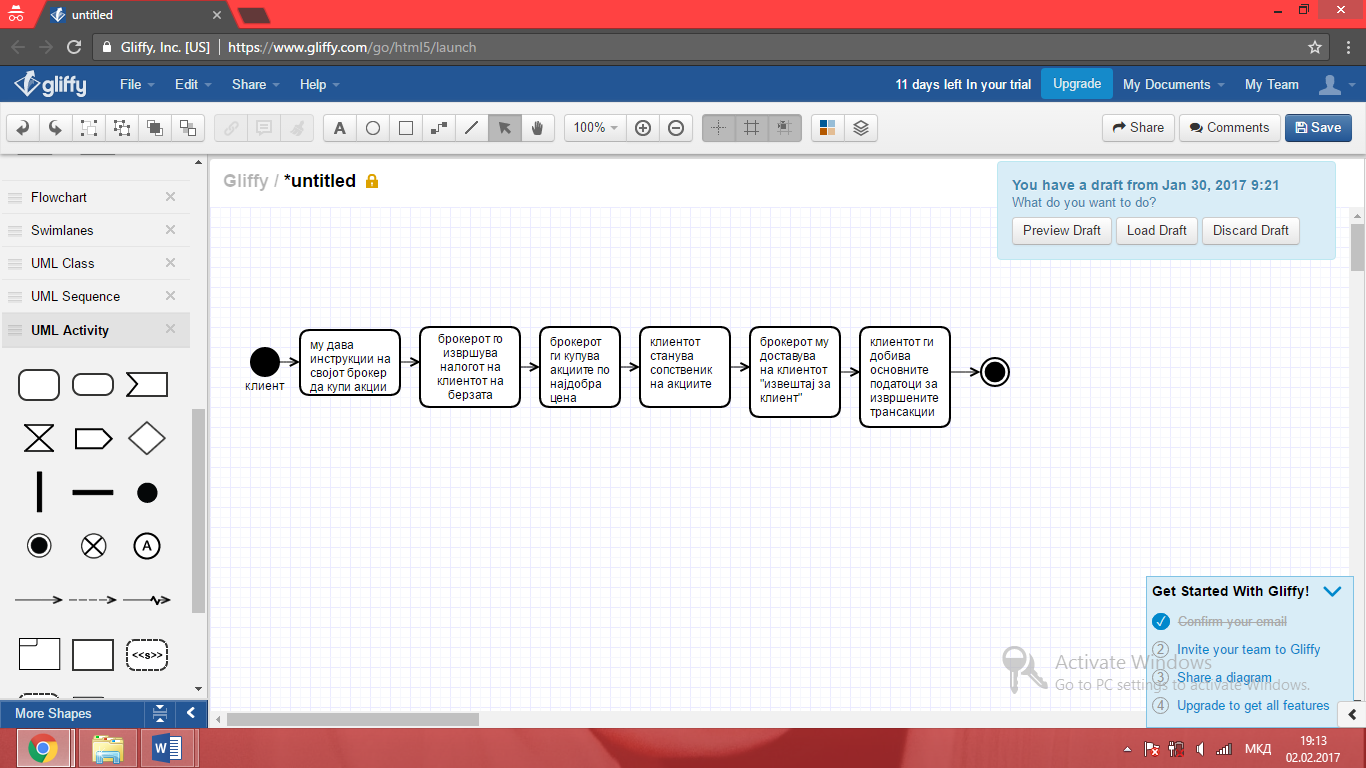 untitled
Gliffy, Inc. [US] https://www.gliffy.com/go/html5/launch
gliffy File Edit Share Help 11 days left In your trial Upgrade My Documents My Team
A 100% Share Comments Save
Gliffy / *untitled
You have a draft from Jan 30, 2017 9:21
What do you want to do?
Preview Draft Load Draft Discard Draft
Flowchart
Swimlanes
UML Class
UML Sequence
UML Activity
A
<<s>>
More Shapes
клиент
му дава
инструкции на
својот брокер
да купи акции
брокерот го
извршува
налогот на
клиентот на
берзата
брокерот
ги купува
акциите по
најдобра
цена
клиентот
станува
сопственик
на акциите
брокерот му
доставува
на клиентот
"извештај за
клиент"
клиентот ги
добива
основните
податоци за
извршените
трансакции
Get Started With Gliffy!
Confirm your email
2 Invite your team to Gliffy
3 Share a diagram
4 Upgrade to get all features
Activate Windows
Go to PC settings to activate Windows.
МКД
19:13
02.02.2017